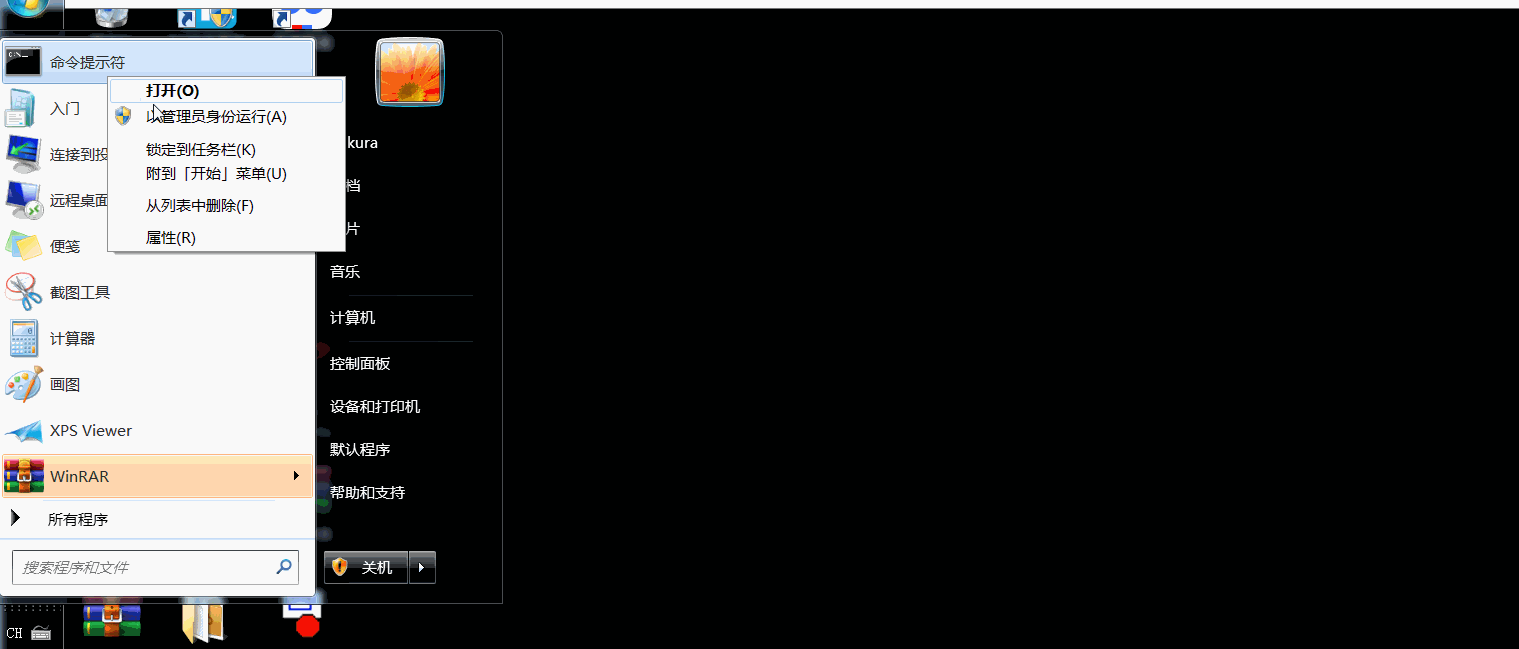 命令提示符
入门
连接到投
远程桌面
便笺
截图工具
计算器
画图
XPS Viewer
WinRAR
所有程序
搜索程序和文件
打开(O)
以管理员身份运行(A)
锁定到任务栏(K)
附到「开始」菜单(U)
从列表中删除(F)
属性(R)
kura
档
片
音乐
计算机
控制面板
设备和打印机
默认程序
帮助和支持
关机
CH